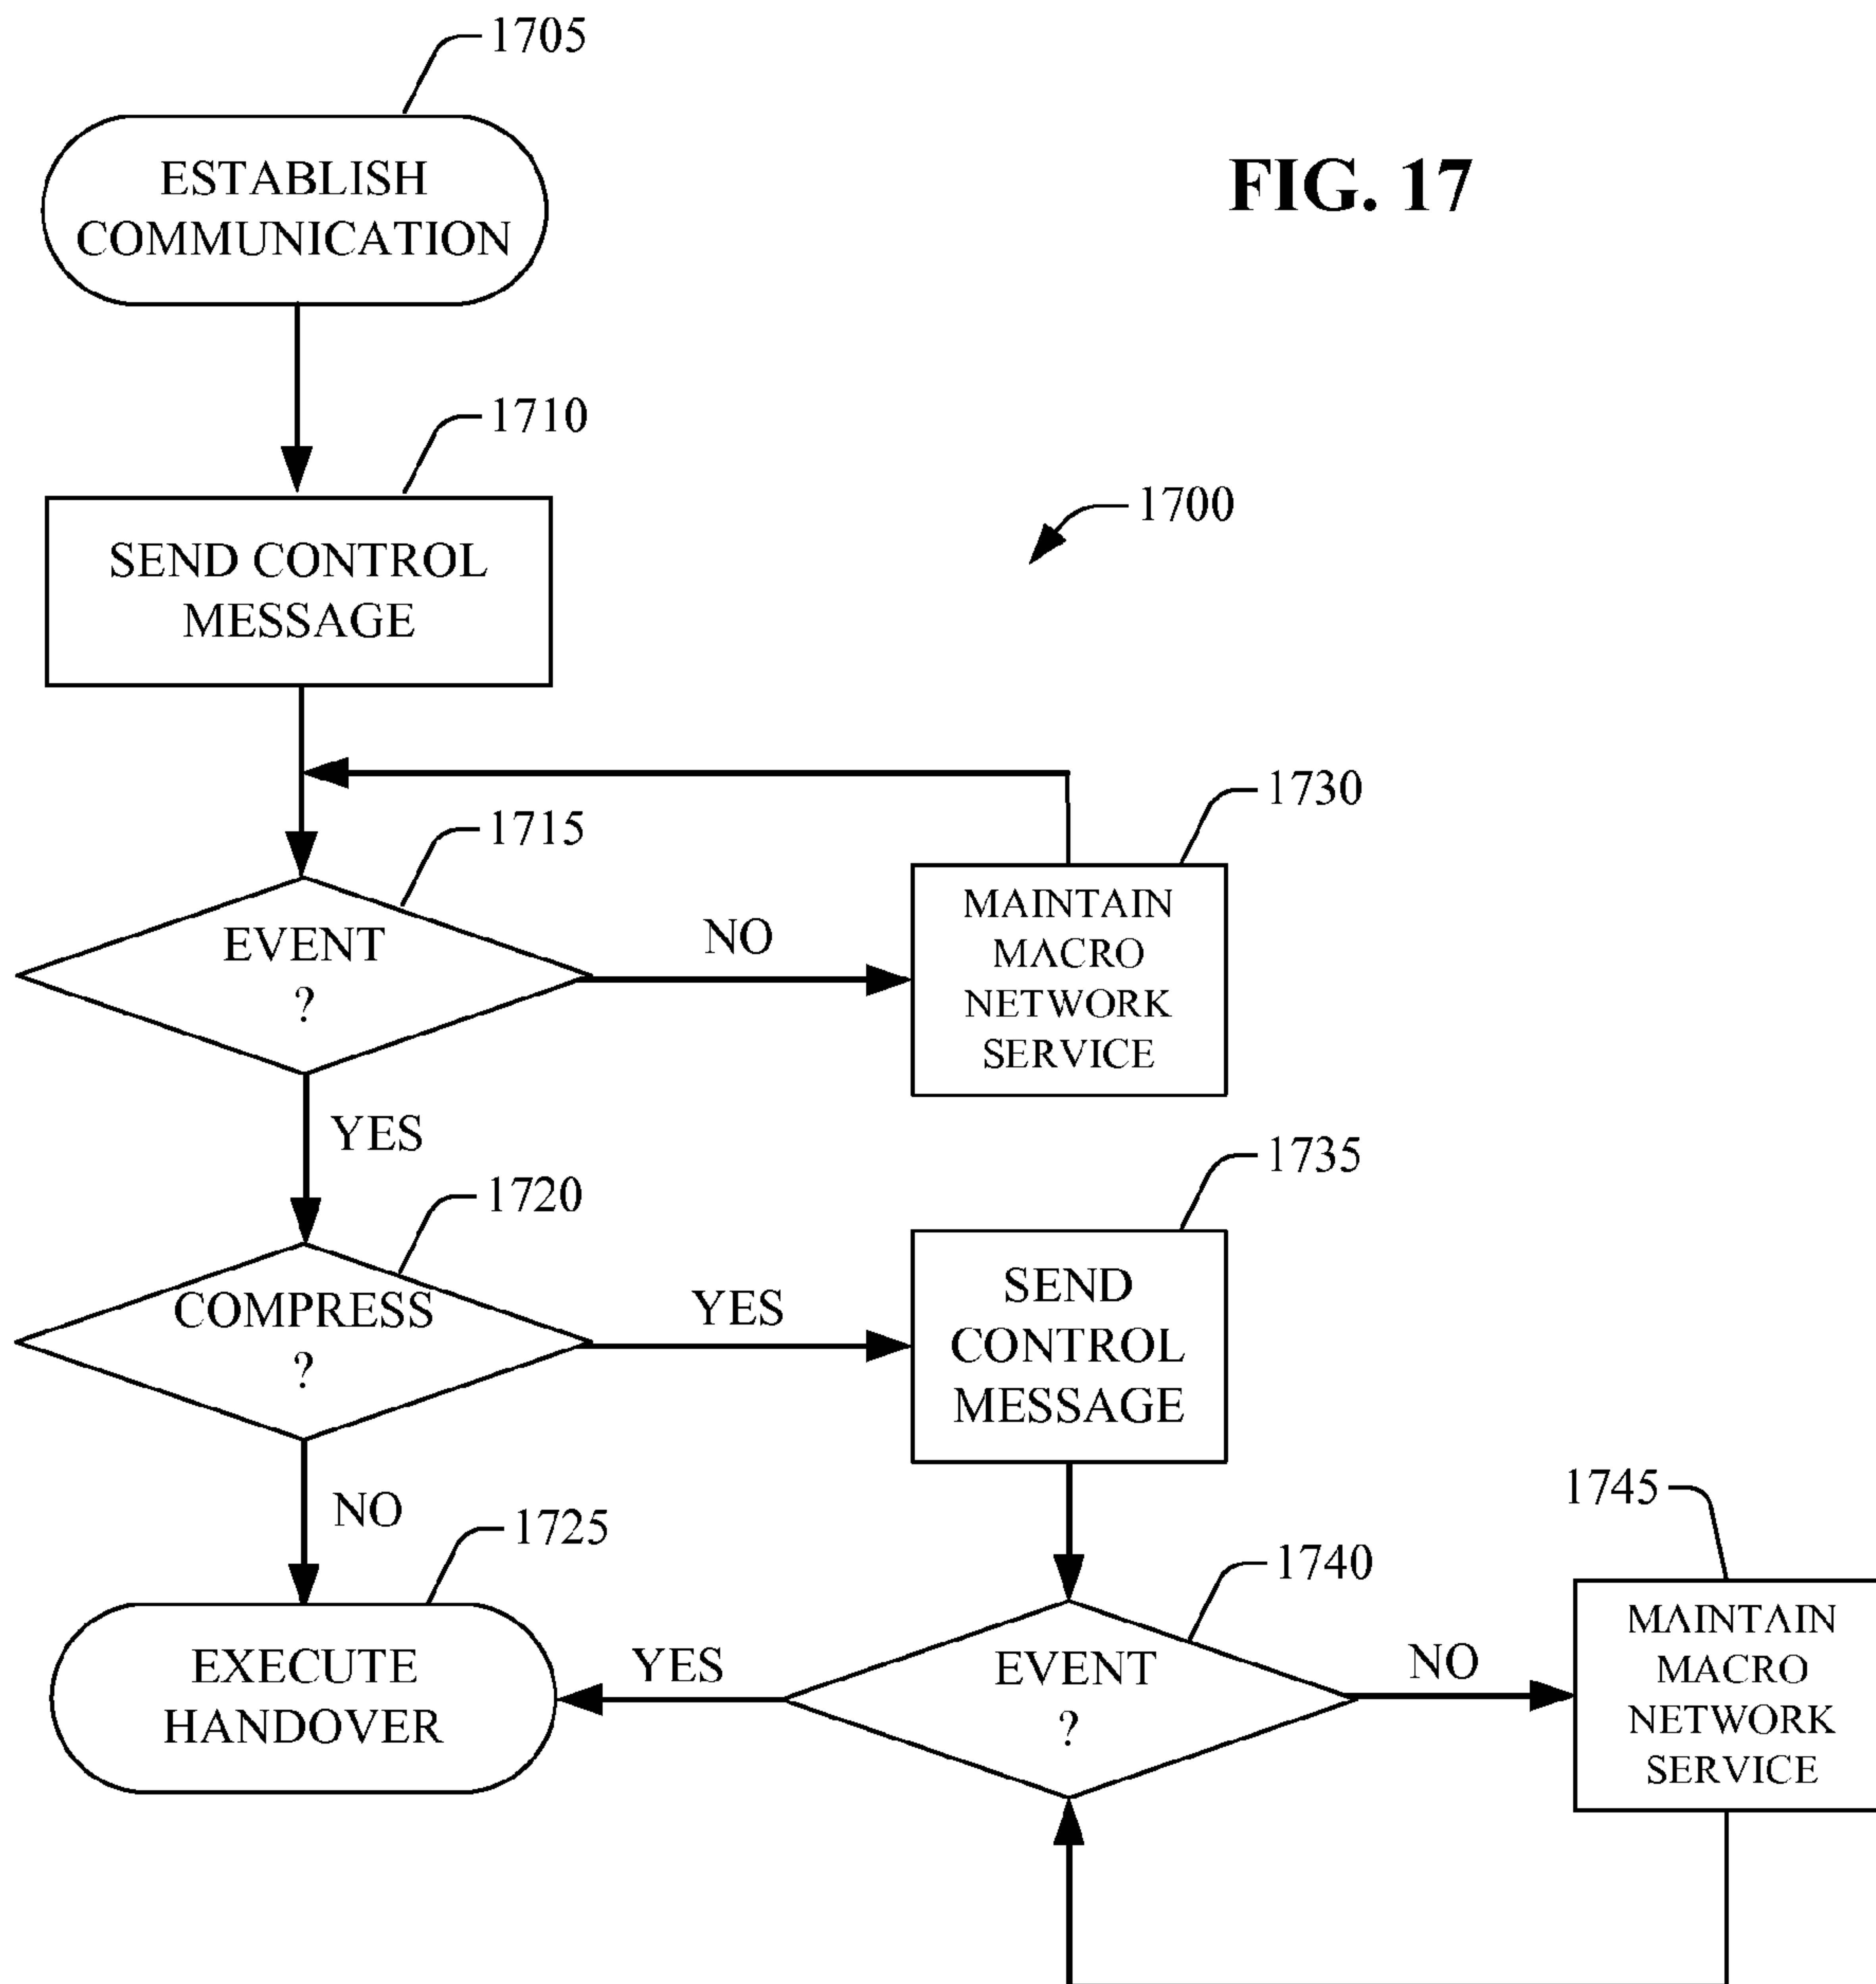 1705
ESTABLISH
COMMUNICATION
FIG. 17
1710
SEND CONTROL
MESSAGE
1700
1715
EVENT
?
NO
1730
MAINTAIN
MACRO
NETWORK
SERVICE
YES
1720
COMPRESS
?
YES
1735
SEND
CONTROL
MESSAGE
NO
1725
EXECUTE
HANDOVER
YES
1740
EVENT
?
NO
1745
MAINTAIN
MACRO
NETWORK
SERVICE